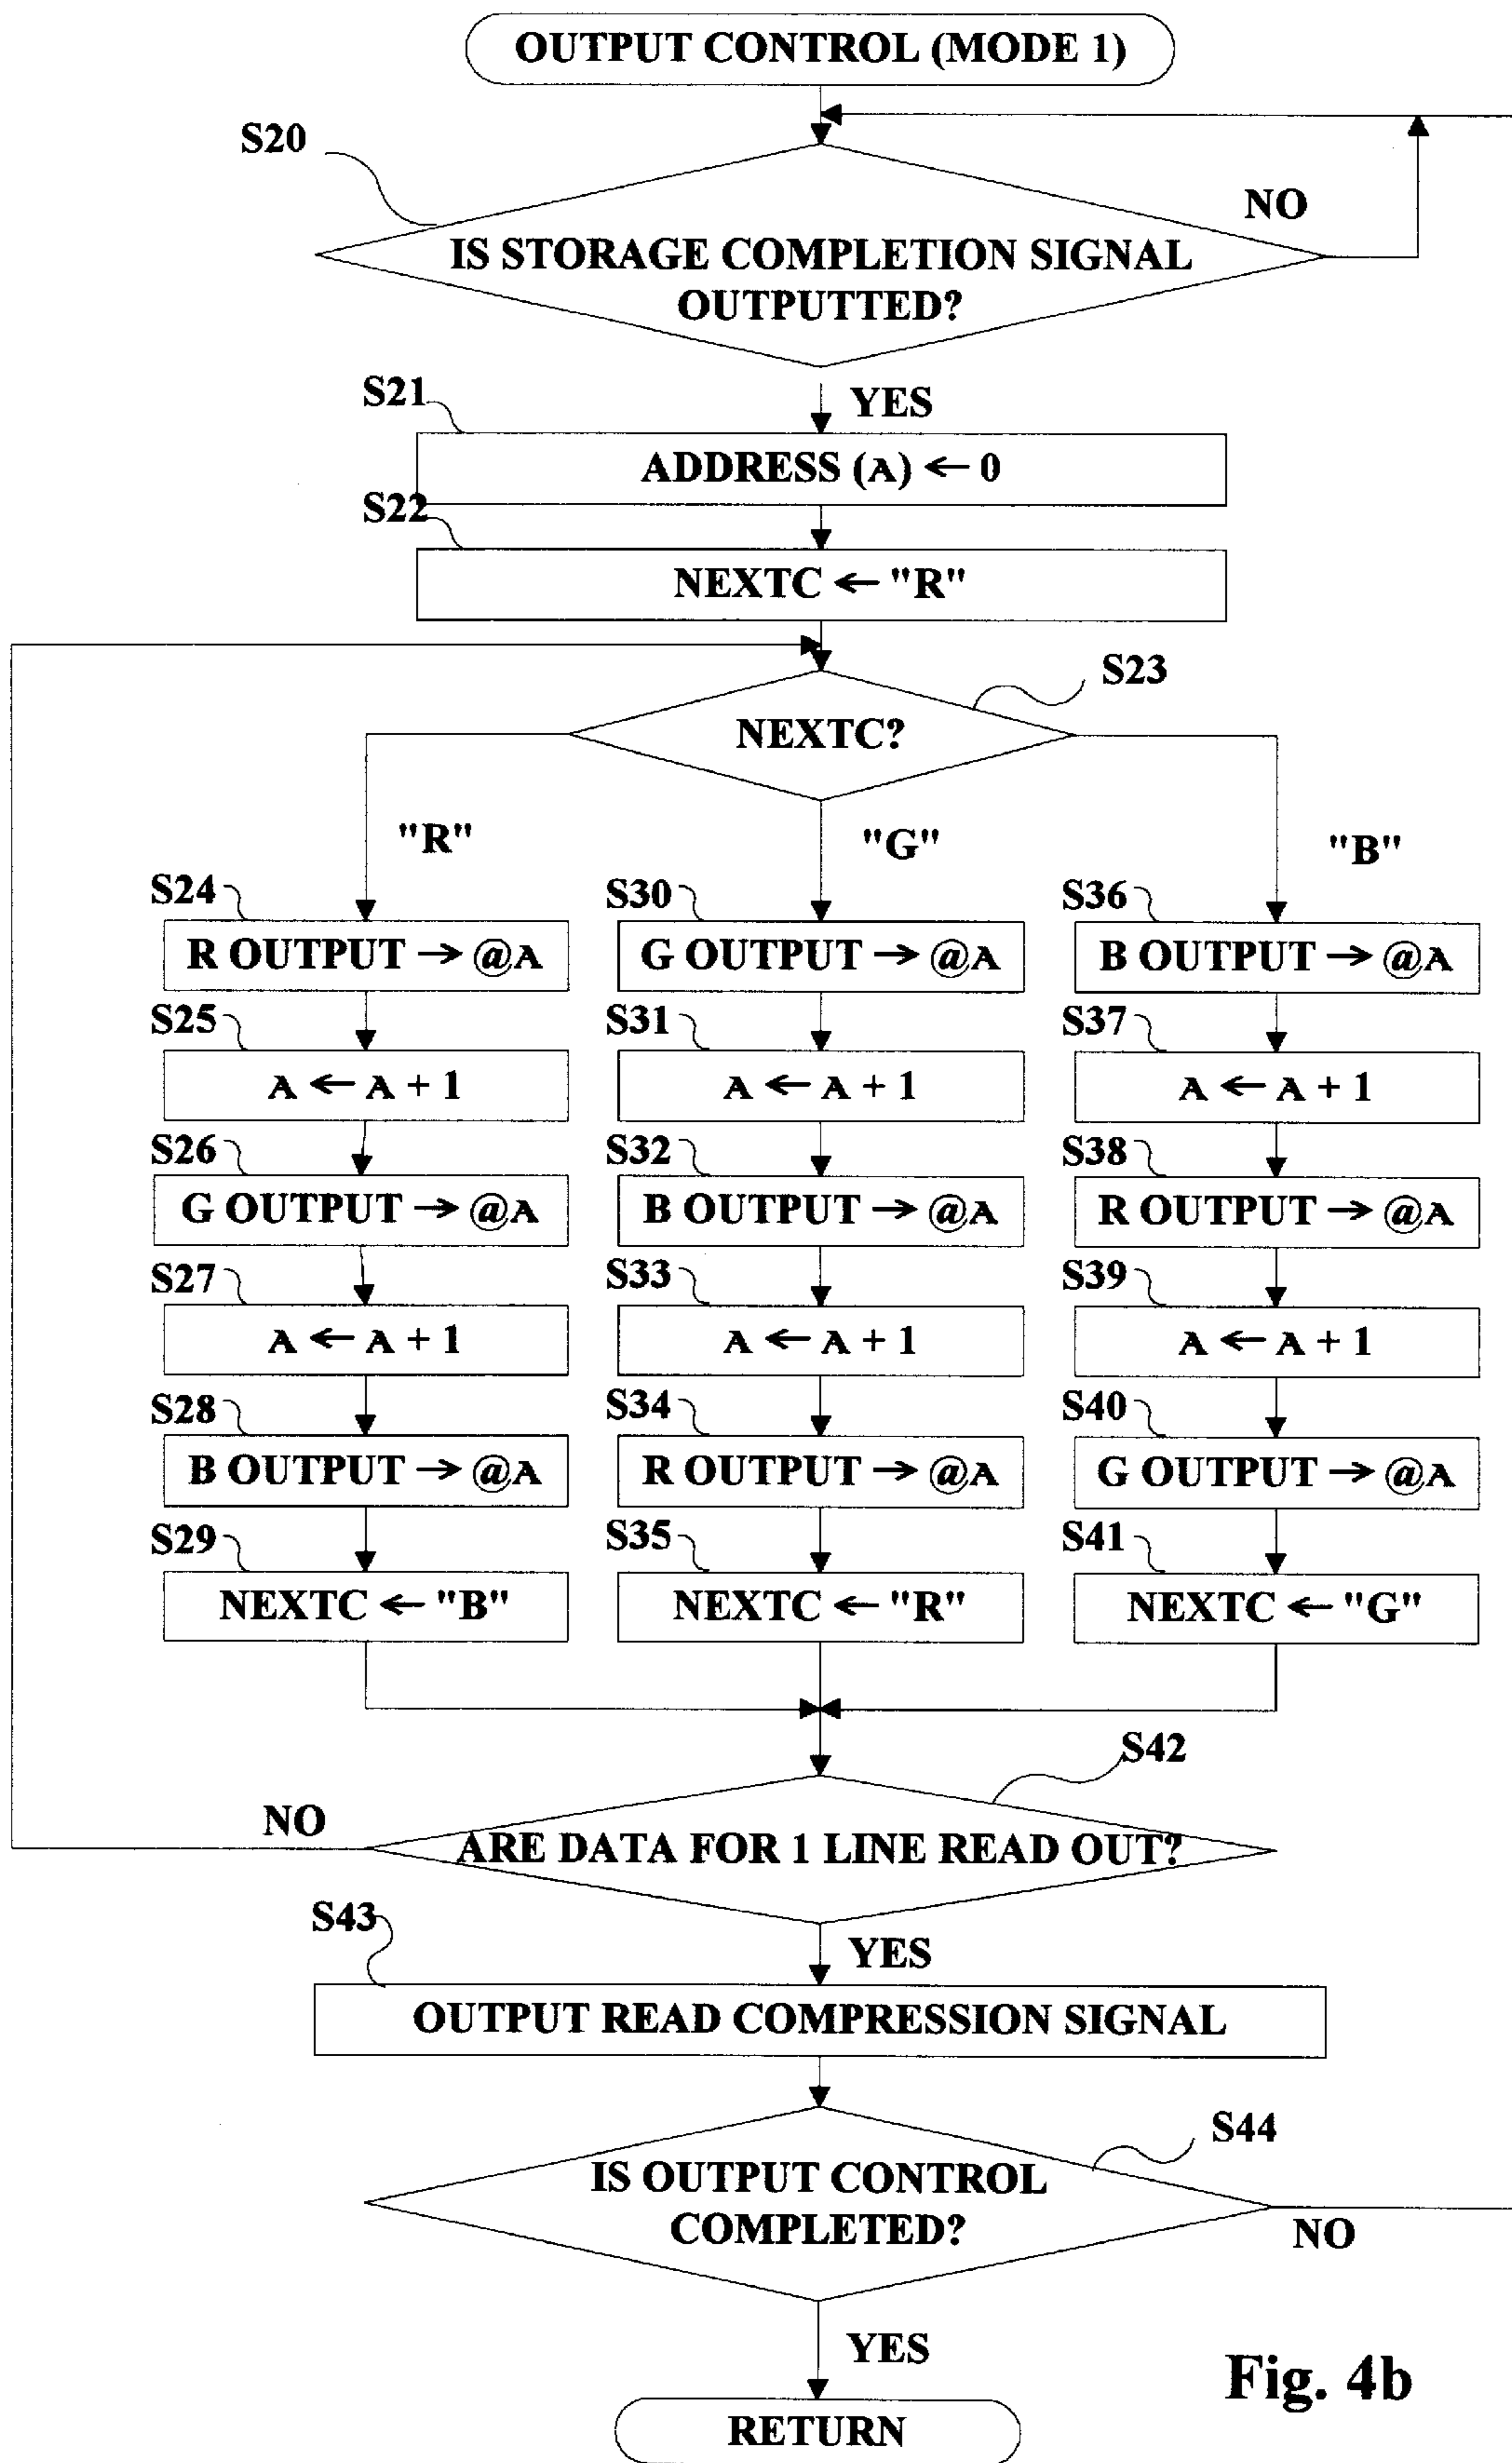 OUTPUT CONTROL (MODE 1)
S20
NO
IS STORAGE COMPLETION SIGNAL
OUTPUTTED?
YES
S21
ADDRESS (A) ← 0
S22
NEXTC ← "R"
S23
NEXTC?
"R"
"G"
"B"
S24
R OUTPUT → @A
S25
A ← A + 1
S26
G OUTPUT → @A
S27
A ← A + 1
S28
B OUTPUT → @A
S29
NEXTC ← "B"
S30
G OUTPUT → @A
S31
A ← A + 1
S32
B OUTPUT → @A
S33
A ← A + 1
S34
R OUTPUT → @A
S35
NEXTC ← "R"
S36
B OUTPUT → @A
S37
A ← A + 1
S38
R OUTPUT → @A
S39
A ← A + 1
S40
G OUTPUT → @A
S41
NEXTC ← "G"
S42
NO
ARE DATA FOR 1 LINE READ OUT?
YES
S43
OUTPUT READ COMPRESSION SIGNAL
S44
IS OUTPUT CONTROL
COMPLETED?
NO
YES
RETURN
Fig. 4b